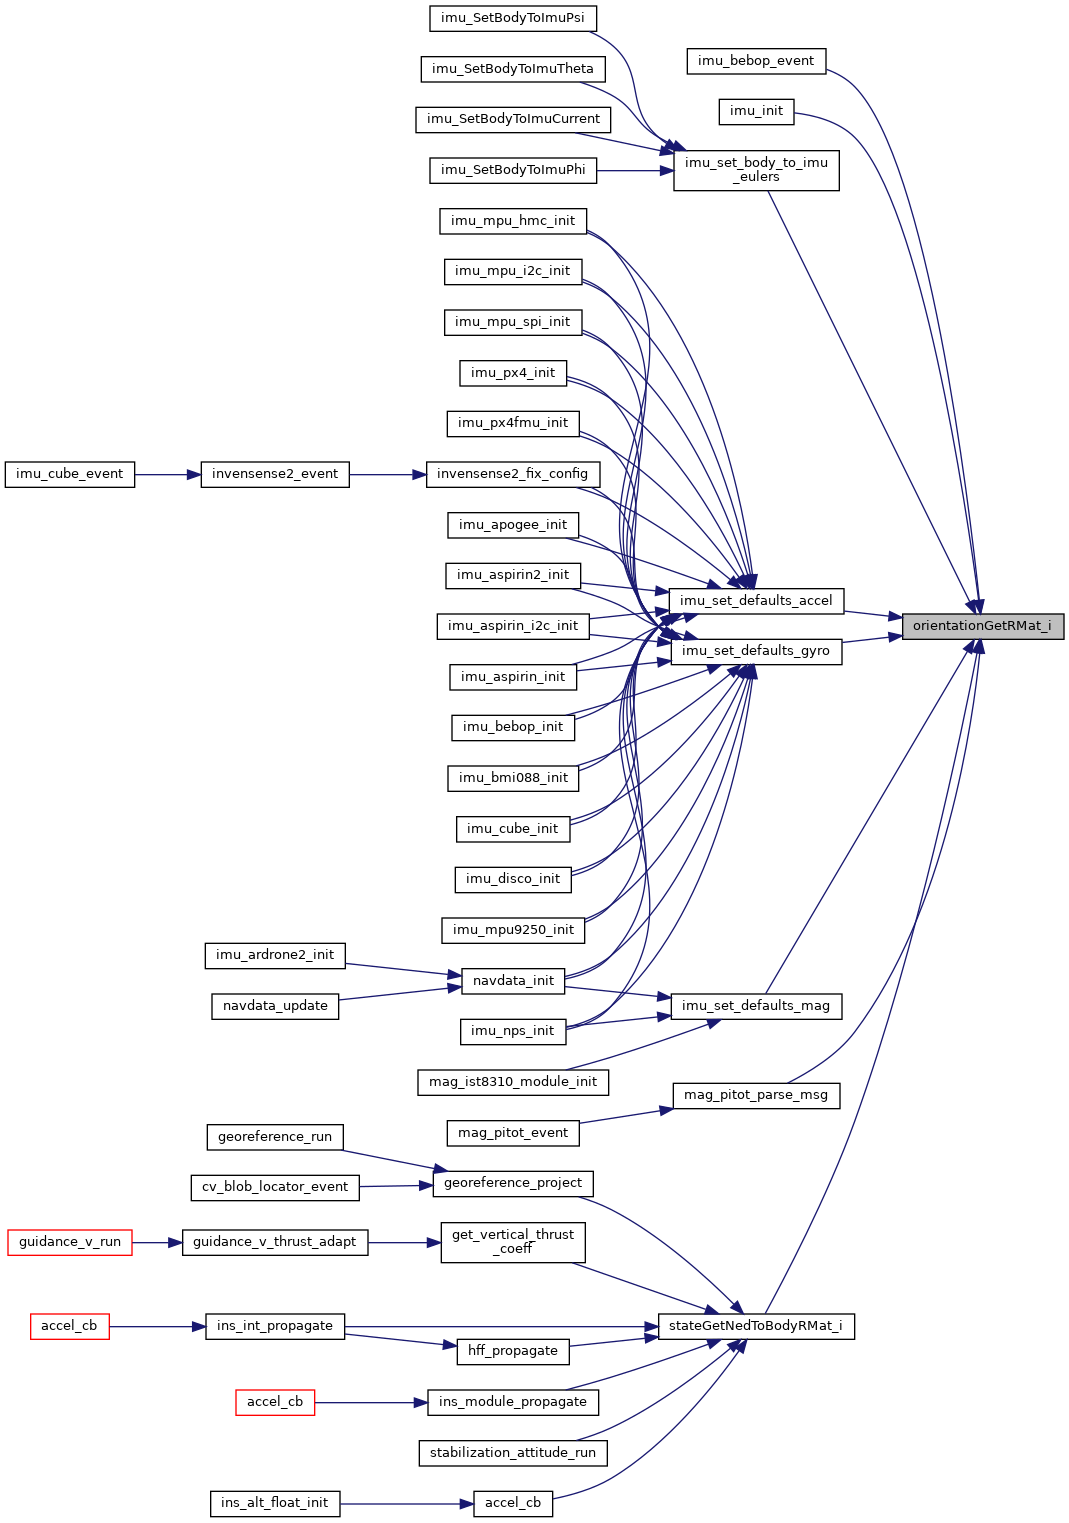 imu_SetBodyToImuPsi
imu_bebop_event
imu_SetBodyToImuTheta
imu_init
imu_SetBodyToImuCurrent
imu_set_body_to_imu
_eulers
imu_SetBodyToImuPhi
imu_mpu_hmc_init
imu_mpu_i2c_init
imu_mpu_spi_init
imu_px4_init
imu_px4fmu_init
imu_cube_event
invensense2_event
invensense2_fix_config
imu_apogee_init
imu_aspirin2_init
imu_set_defaults_accel
imu_aspirin_i2c_init
orientationGetRMat_i
imu_set_defaults_gyro
imu_aspirin_init
imu_bebop_init
imu_bmi088_init
imu_cube_init
imu_disco_init
imu_mpu9250_init
imu_ardrone2_init
navdata_init
navdata_update
imu_set_defaults_mag
imu_nps_init
mag_ist8310_module_init
mag_pitot_parse_msg
mag_pitot_event
georeference_run
georeference_project
cv_blob_locator_event
guidance_v_run
guidance_v_thrust_adapt
get_vertical_thrust
_coeff
accel_cb
ins_int_propagate
stateGetNedToBodyRMat_i
hff_propagate
accel_cb
ins_module_propagate
stabilization_attitude_run
ins_alt_float_init
accel_cb